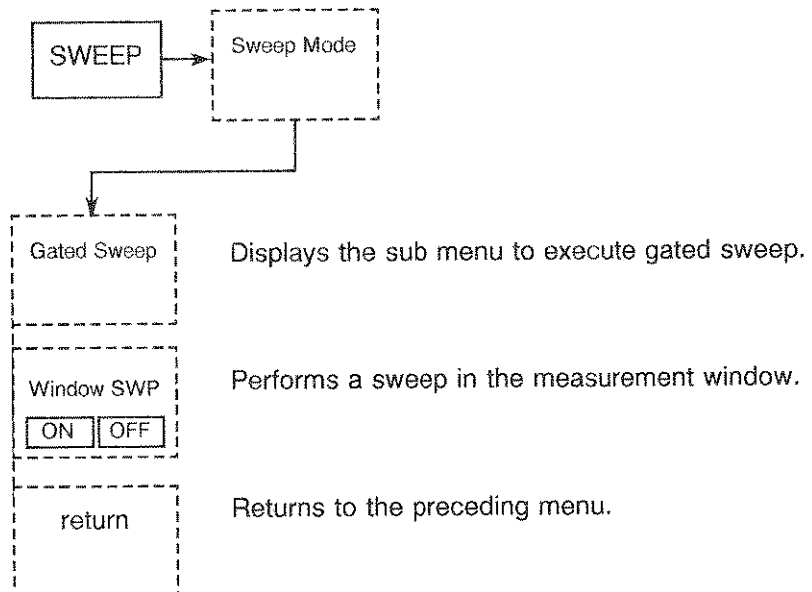 SWEEP
Sweep Mode
Gated Sweep
Displays the sub menu to execute gated sweep.
Window SWP
ON OFF
Performs a sweep in the measurement window.
return
Returns to the preceding menu.